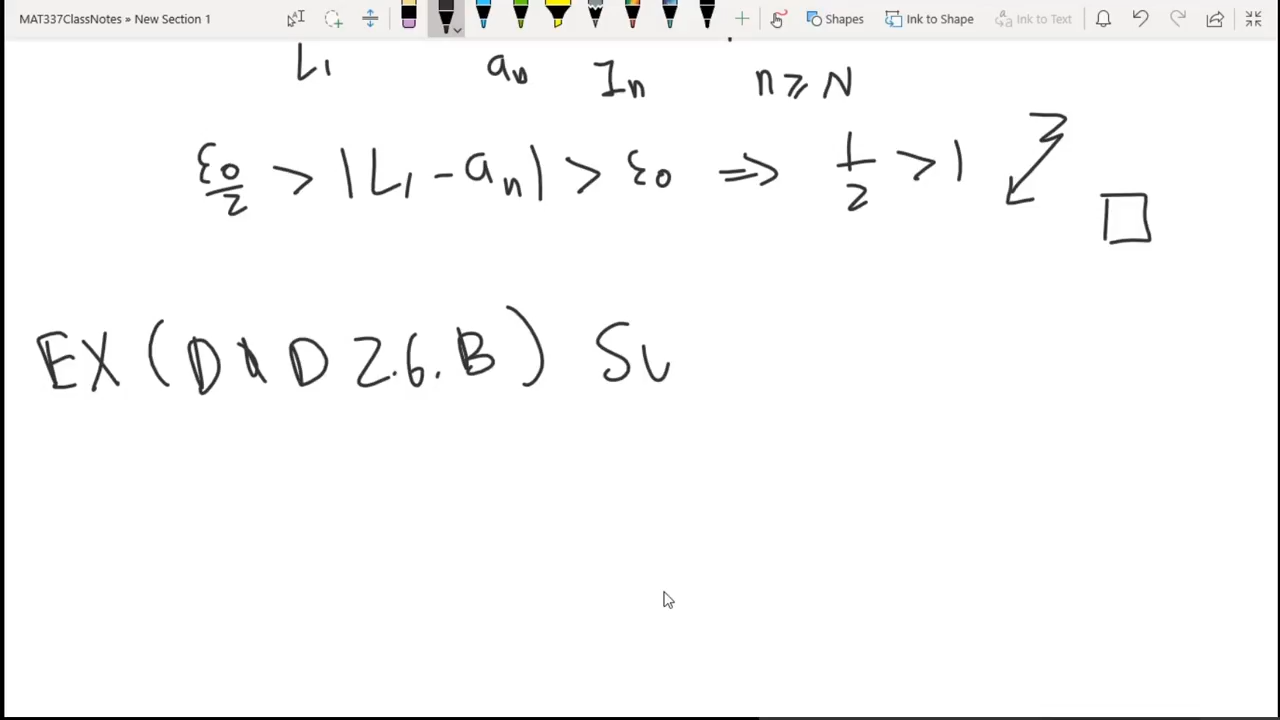 MAT337ClassNotes » New Section 1
Shapes
Ink to Shape
Ink to Text
L₁ aₙ Iₙ n ⩾ N
ε₀/2 > |L₁ - aₙ| > ε₀ => 1/2 > 1 □
EX (D&D 2.6.B) Su